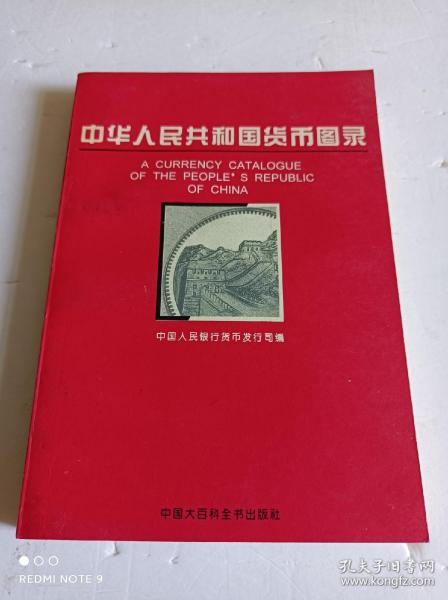 中华人民共和国货币图录
A CURRENCY CATALOGUE
OF THE PEOPLE' S REPUBLIC
OF CHINA
中国人民银行货币发行司编
中国大百科全书出版社
REDMI NOTE 9
孔夫子旧书网
www.kongfz.com